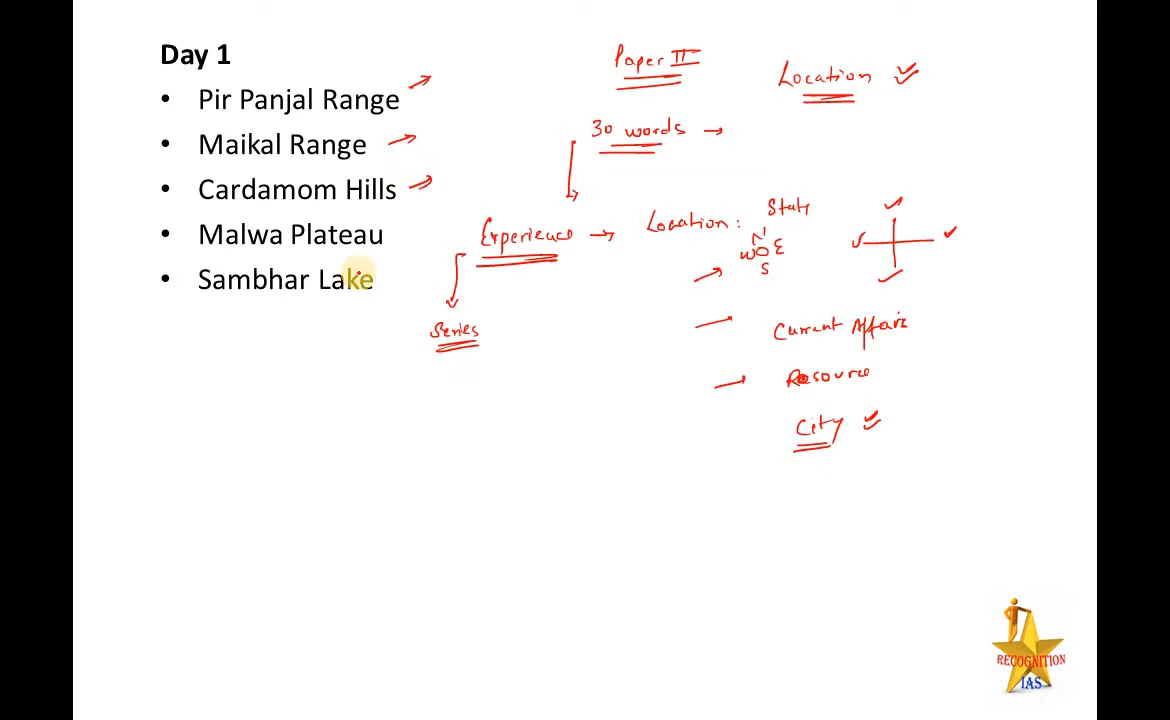 Day 1
• Pir Panjal Range
• Maikal Range
• Cardamom Hills
• Malwa Plateau
• Sambhar Lake
Paper II
Location
30 words
Experience
Location: State
N
W E
S
Series
Current Affairs
Resource
City
RECOGNITION
IAS